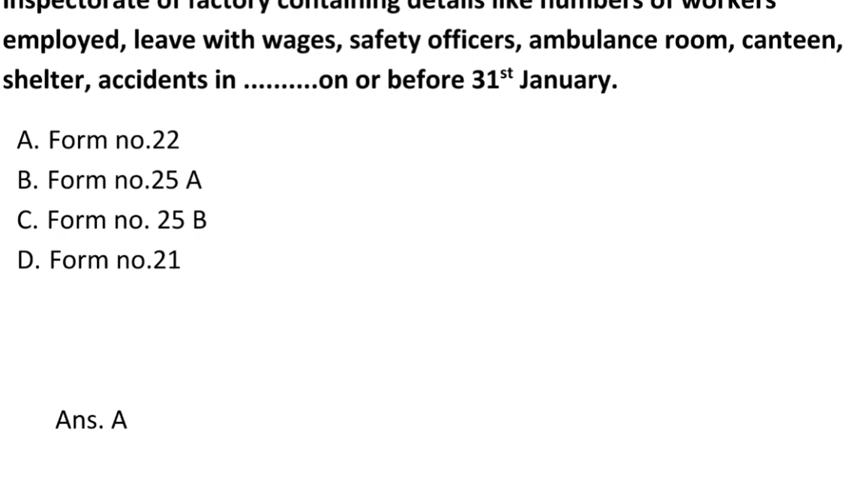 inspectorate of factory containing details like numbers of workers
employed, leave with wages, safety officers, ambulance room, canteen,
shelter, accidents in ..........on or before 31st January.
A. Form no.22
B. Form no.25 A
C. Form no. 25 B
D. Form no.21
Ans. A